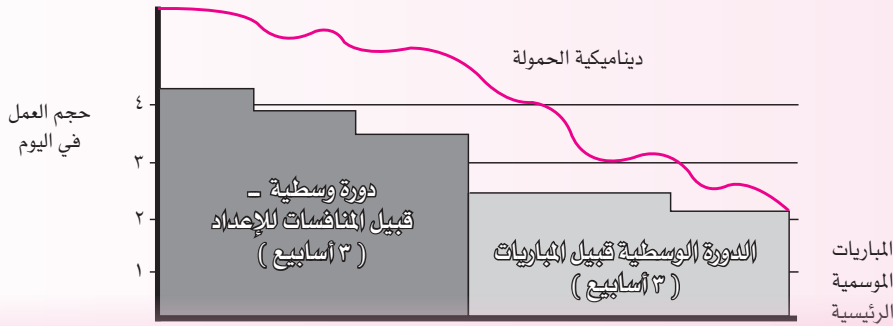 ديناميكية الحمولة
حجم العمل
في اليوم
٤
٣
٢
١
دورة وسطية –
قبيل المنافسات للإعداد
( ٣ أسابيع )
الدورة الوسطية قبيل المباريات
( ٣ أسابيع )
المباريات
الموسمية
الرئيسية